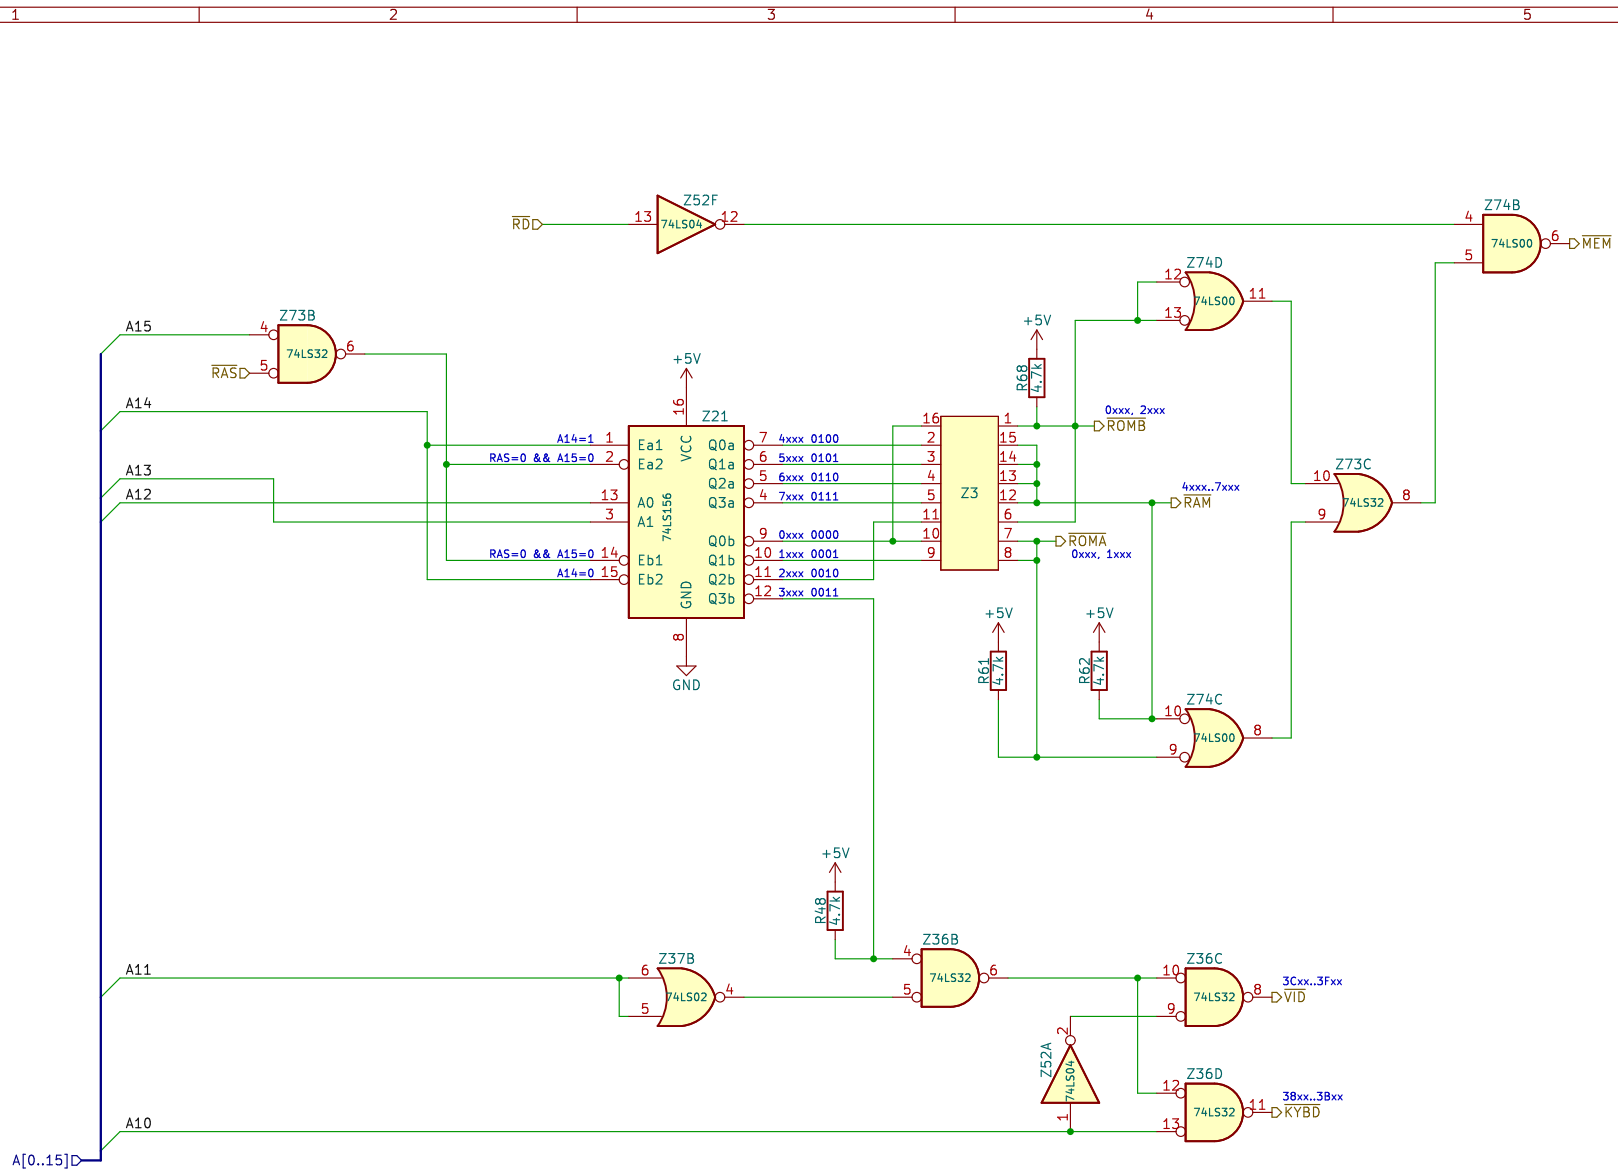 1 2 3 4 5
Z52F
RD 13 74LS04 12
Z74B
4 74LS00 6 MEM
5
Z74D
12 74LS00 11
13
A15
Z73B
4 74LS32 6
RAS 5
+5V
R68 4.7k
A14
+5V
16
Z21
A14=1 1 Ea1 VCC Q0a 7 4xxx 0100
RAS=0 && A15=0 2 Ea2 Q1a 6 5xxx 0101
Q2a 5 6xxx 0110
A13
A12
13 A0 Q3a 4 7xxx 0111
3 A1 74LS156
Q0b 9 0xxx 0000
RAS=0 && A15=0 14 Eb1 Q1b 10 1xxx 0001
A14=0 15 Eb2 Q2b 11 2xxx 0010
GND Q3b 12 3xxx 0011
8
GND
16 1
2 15
3 14
4 13
5 Z3 12
11 6
10 7
9 8
0xxx, 2xxx
ROMB
4xxx..7xxx
RAM
ROMA
0xxx, 1xxx
Z73C
10 74LS32 8
9
+5V +5V
R61 4.7k R62 4.7k
Z74C
10 74LS00 8
9
+5V
R48 4.7k
Z36B
4 74LS32 6
5
A11
Z37B
6 74LS02 4
5
Z36C
10 74LS32 8 VID
9
3Cxx..3Fxx
Z52A 74LS04 2
1
Z36D
12 74LS32 11 KYBD
13
38xx..3Bxx
A10
A[0..15]